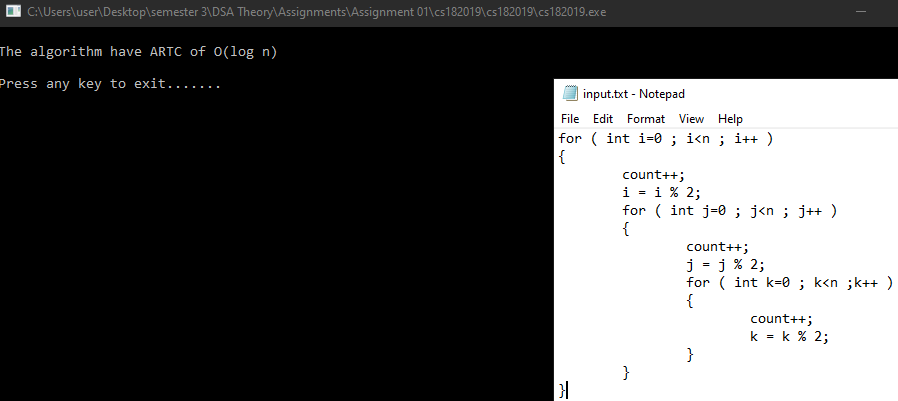 C:\Users\user\Desktop\semester 3\DSA Theory\Assignments\Assignment 01\cs182019\cs182019\cs182019.exe
The algorithm have ARTC of O(log n)
Press any key to exit.......
input.txt - Notepad
File Edit Format View Help
for ( int i=0 ; i<n ; i++ )
{
count++;
i = i % 2;
for ( int j=0 ; j<n ; j++ )
{
count++;
j = j % 2;
for ( int k=0 ; k<n ;k++ )
{
count++;
k = k % 2;
}
}
}